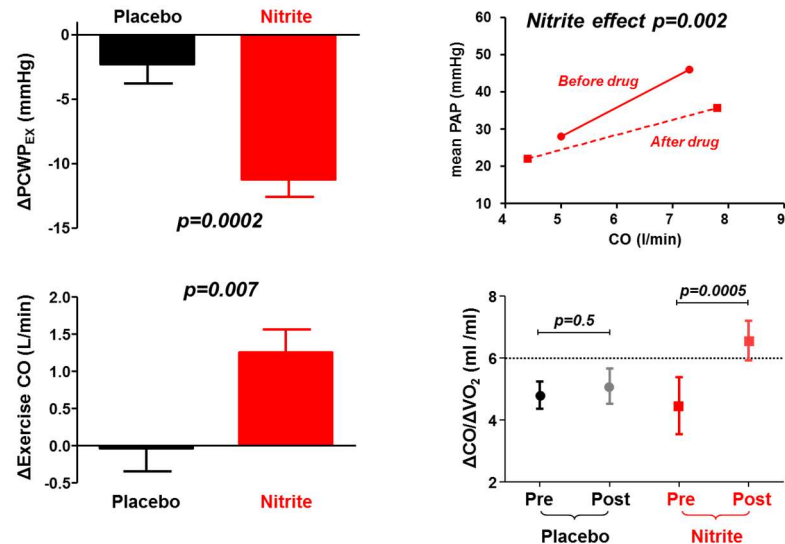 Placebo Nitrite
0
-5
-10
-15
ΔPCWPEX (mmHg)
p=0.0002
Nitrite effect p=0.002
60
50
40
30
20
10
mean PAP (mmHg)
Before drug
After drug
4 5 6 7 8 9
CO (l/min)
p=0.007
2.0
1.5
1.0
0.5
0.0
-0.5
ΔExercise CO (L/min)
Placebo Nitrite
p=0.0005
p=0.5
8
6
4
2
ΔCO/ΔVO2 (ml /ml)
Pre Post Pre Post
Placebo Nitrite